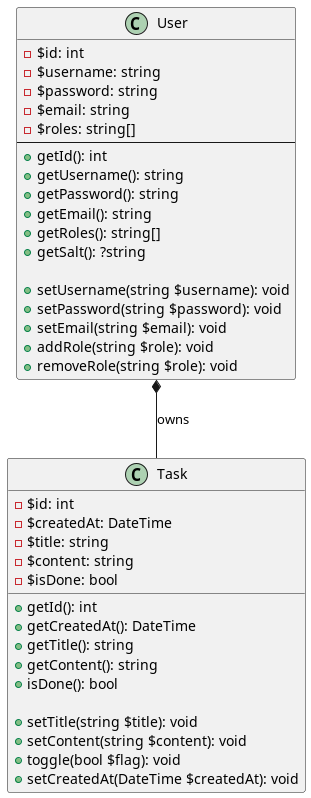 C User
$id: int
$username: string
$password: string
$email: string
$roles: string[]
getId(): int
getUsername(): string
getPassword(): string
getEmail(): string
getRoles(): string[]
getSalt(): ?string
setUsername(string $username): void
setPassword(string $password): void
setEmail(string $email): void
addRole(string $role): void
removeRole(string $role): void
owns
C Task
$id: int
$createdAt: DateTime
$title: string
$content: string
$isDone: bool
getId(): int
getCreatedAt(): DateTime
getTitle(): string
getContent(): string
isDone(): bool
setTitle(string $title): void
setContent(string $content): void
toggle(bool $flag): void
setCreatedAt(DateTime $createdAt): void